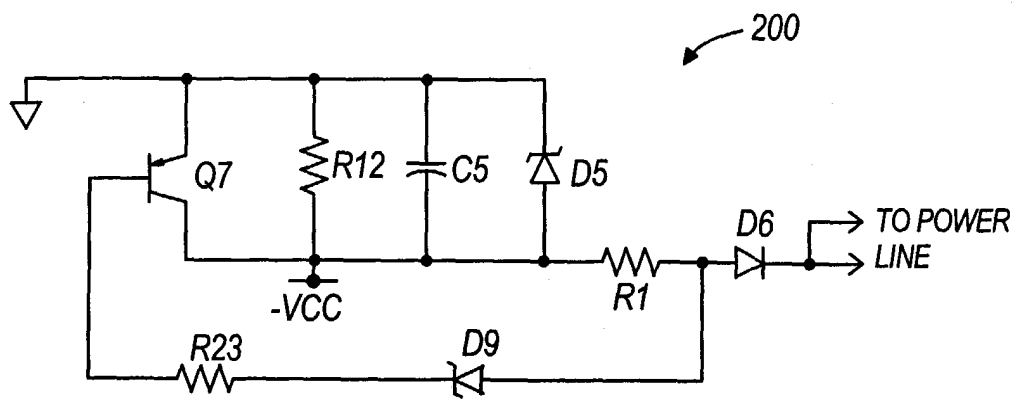 200
Q7
R12
C5
D5
D6
TO POWER
LINE
R1
-VCC
R23
D9